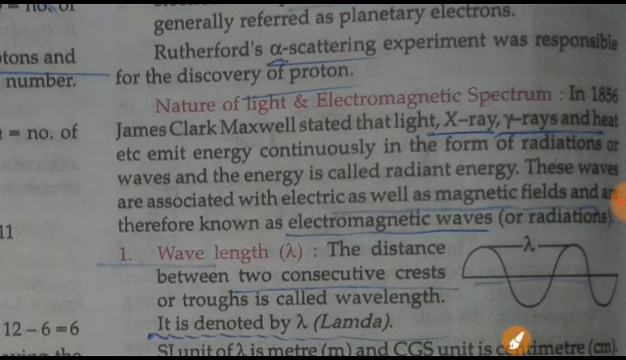 generally referred as planetary electrons.
Rutherford's α-scattering experiment was responsible
for the discovery of proton.
Nature of light & Electromagnetic Spectrum : In 1856
James Clark Maxwell stated that light, X–ray, γ–rays and heat
etc emit energy continuously in the form of radiations or
waves and the energy is called radiant energy. These waves
are associated with electric as well as magnetic fields and are
therefore known as electromagnetic waves (or radiations).
1. Wave length (λ) : The distance
between two consecutive crests
or troughs is called wavelength.
It is denoted by λ (Lamda).
SI unit of λ is metre (m) and CGS unit is centimetre (cm).
λ
tons and
number.
= no. of
11
12 – 6 = 6